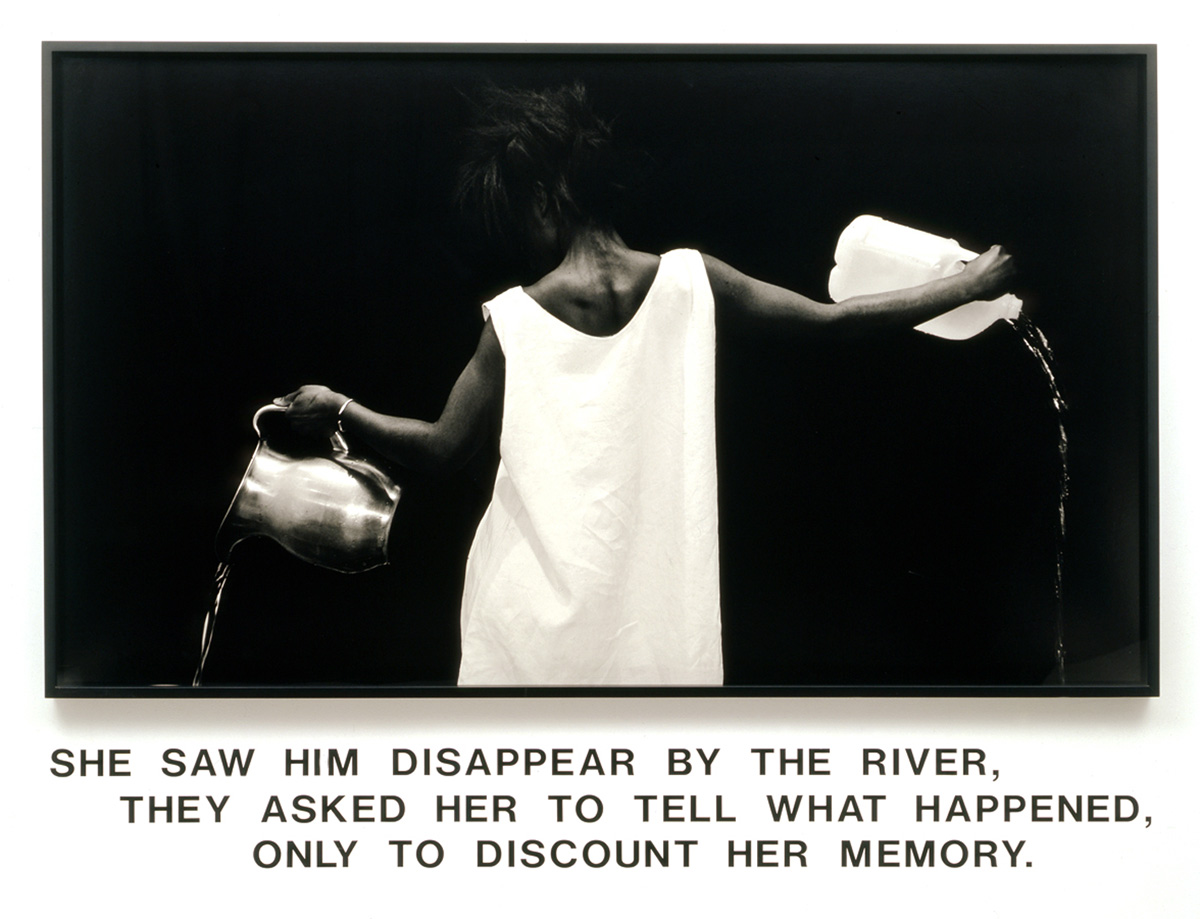 SHE SAW HIM DISAPPEAR BY THE RIVER,
THEY ASKED HER TO TELL WHAT HAPPENED,
ONLY TO DISCOUNT HER MEMORY.